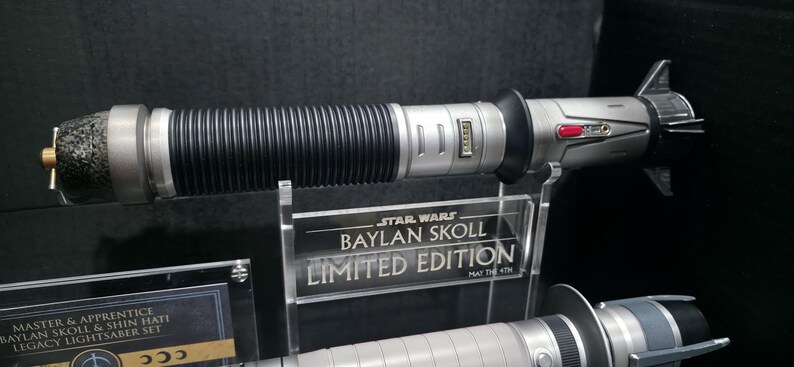 STAR WARS
BAYLAN SKOLL
LIMITED EDITION
MAY THE 4TH
MASTER & APPRENTICE
BAYLAN SKOLL & SHIN HATI
LEGACY LIGHTSABER SET